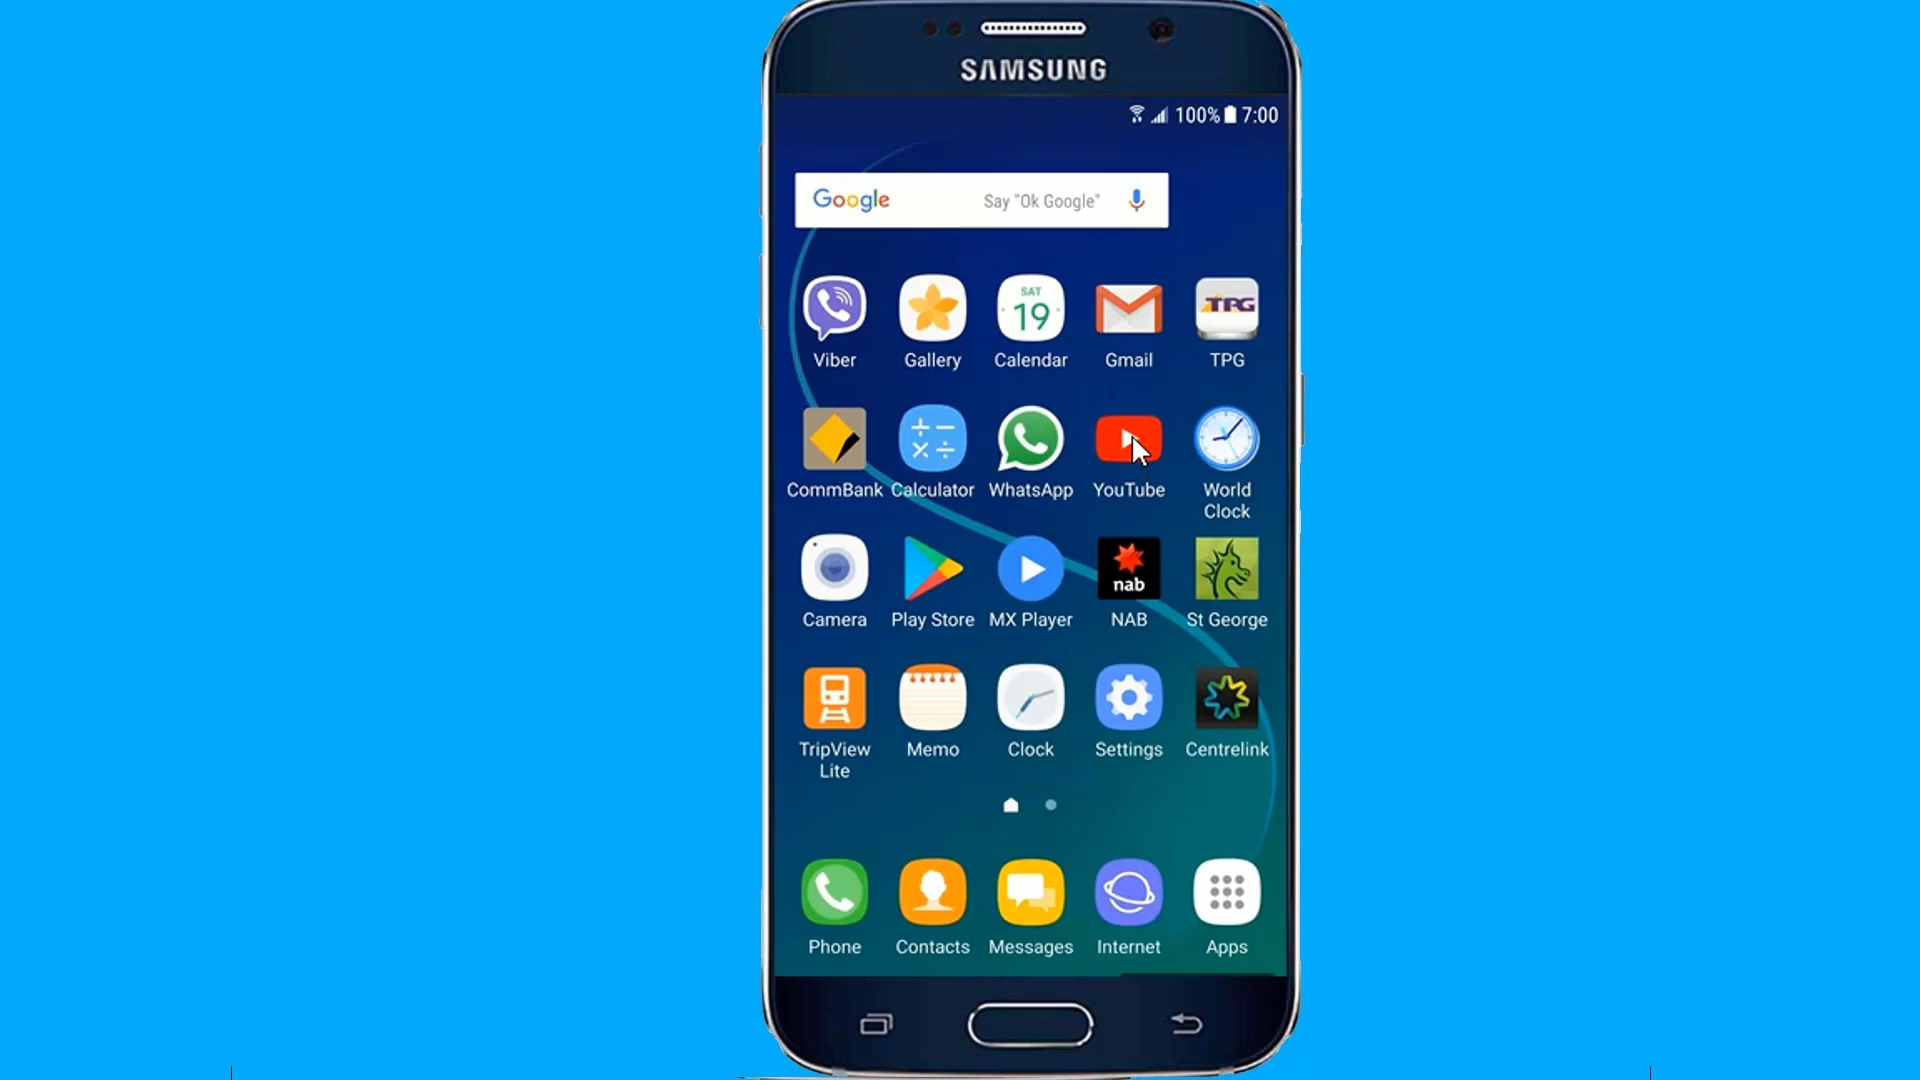 SAMSUNG
100% 7:00
Google Say "Ok Google"
SAT
19
TPG
Viber Gallery Calendar Gmail TPG
CommBank Calculator WhatsApp YouTube World Clock
nab
Camera Play Store MX Player NAB St George
TripView Lite Memo Clock Settings Centrelink
Phone Contacts Messages Internet Apps